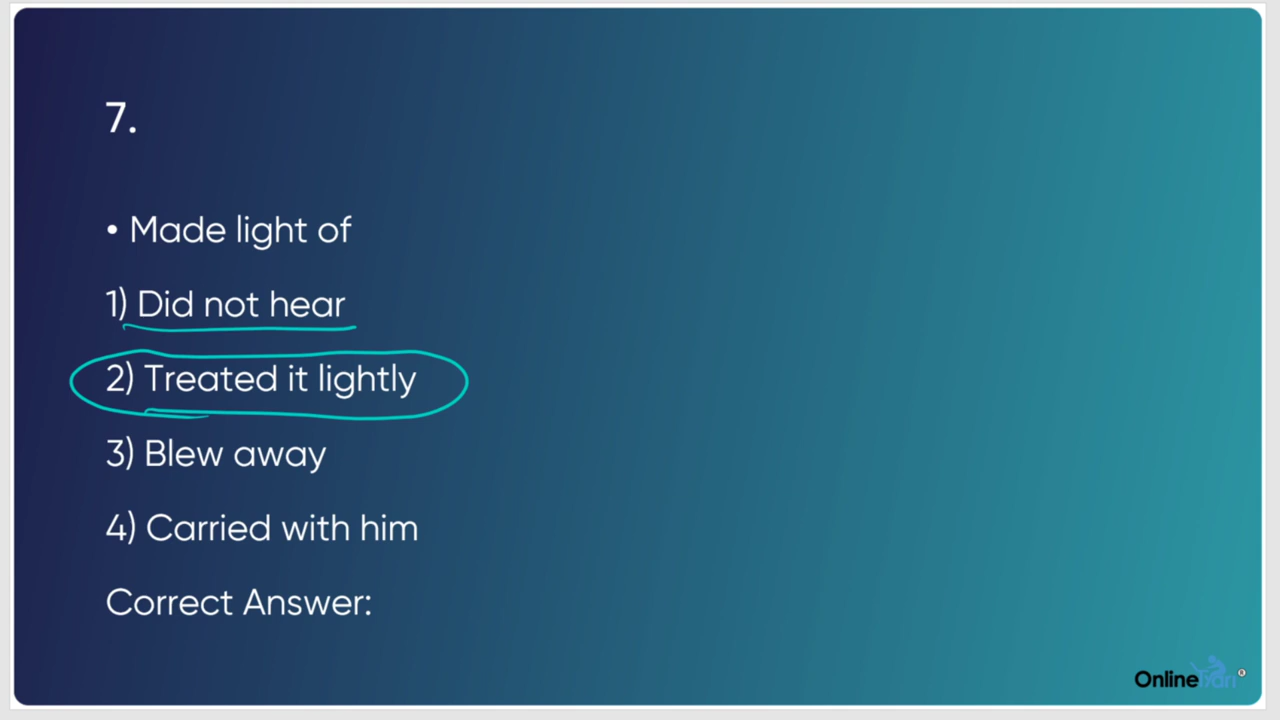 7.
• Made light of
1) Did not hear
2) Treated it lightly
3) Blew away
4) Carried with him
Correct Answer:
OnlineTyari